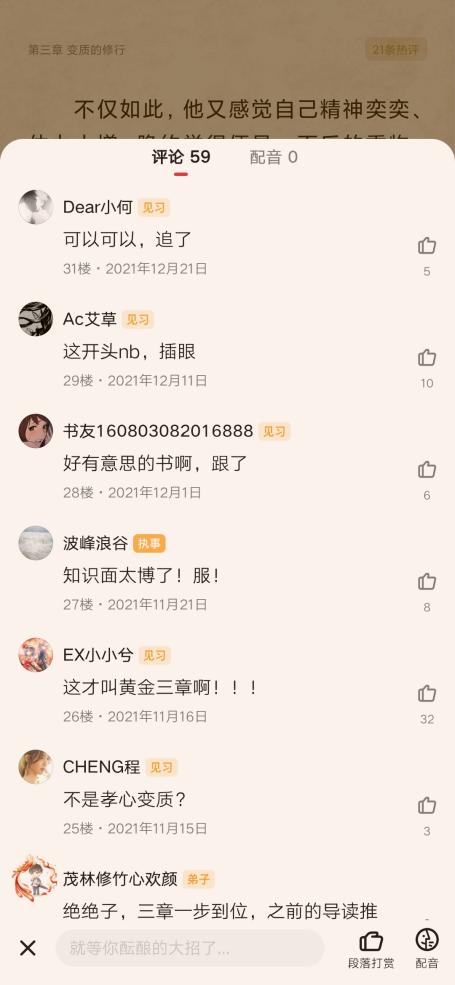 第三章 变质的修行
21条热评
不仅如此，他又感觉自己精神奕奕、
评论 59
配音 0
Dear小何 见习
可以可以，追了
31楼・2021年12月21日
5
Ac艾草 见习
这开头nb，插眼
29楼・2021年12月11日
10
书友160803082016888 见习
好有意思的书啊，跟了
28楼・2021年12月1日
6
波峰浪谷 执事
知识面太博了！服！
27楼・2021年11月21日
8
EX小小兮 见习
这才叫黄金三章啊！！！
26楼・2021年11月16日
32
CHENG程 见习
不是孝心变质？
25楼・2021年11月15日
3
茂林修竹心欢颜 弟子
绝绝子，三章一步到位，之前的导读推
就等你酝酿的大招了...
段落打赏
配音